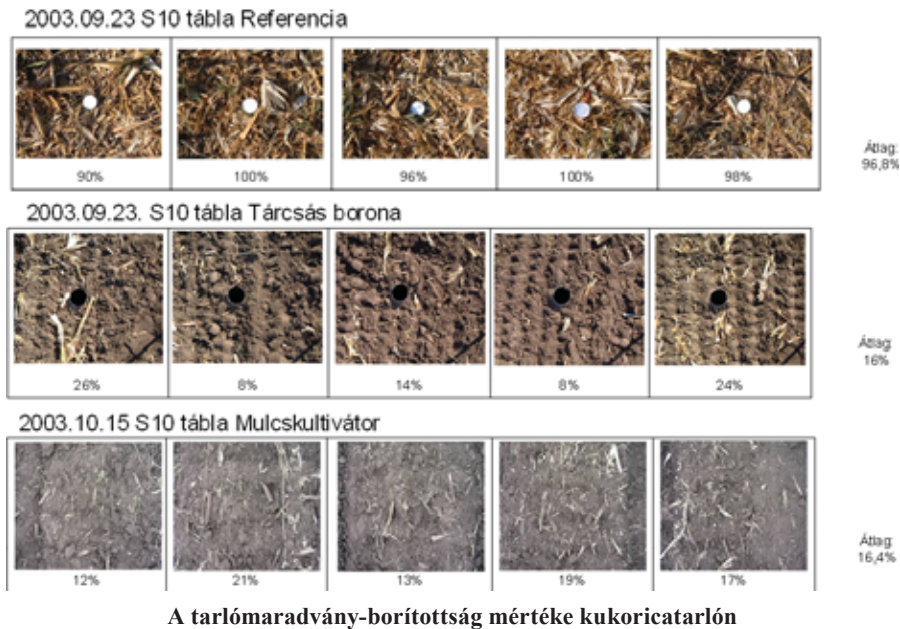 2003.09.23 S10 tábla Referencia
90% 100% 96% 100% 98%
Átlag:
96,8%
2003.09.23. S10 tábla Tárcsás borona
26% 8% 14% 8% 24%
Átlag
16%
2003.10.15 S10 tábla Mulcskultivátor
12% 21% 13% 19% 17%
Átlag:
16,4%
A tarlómaradvány-borítottság mértéke kukoricatarlón